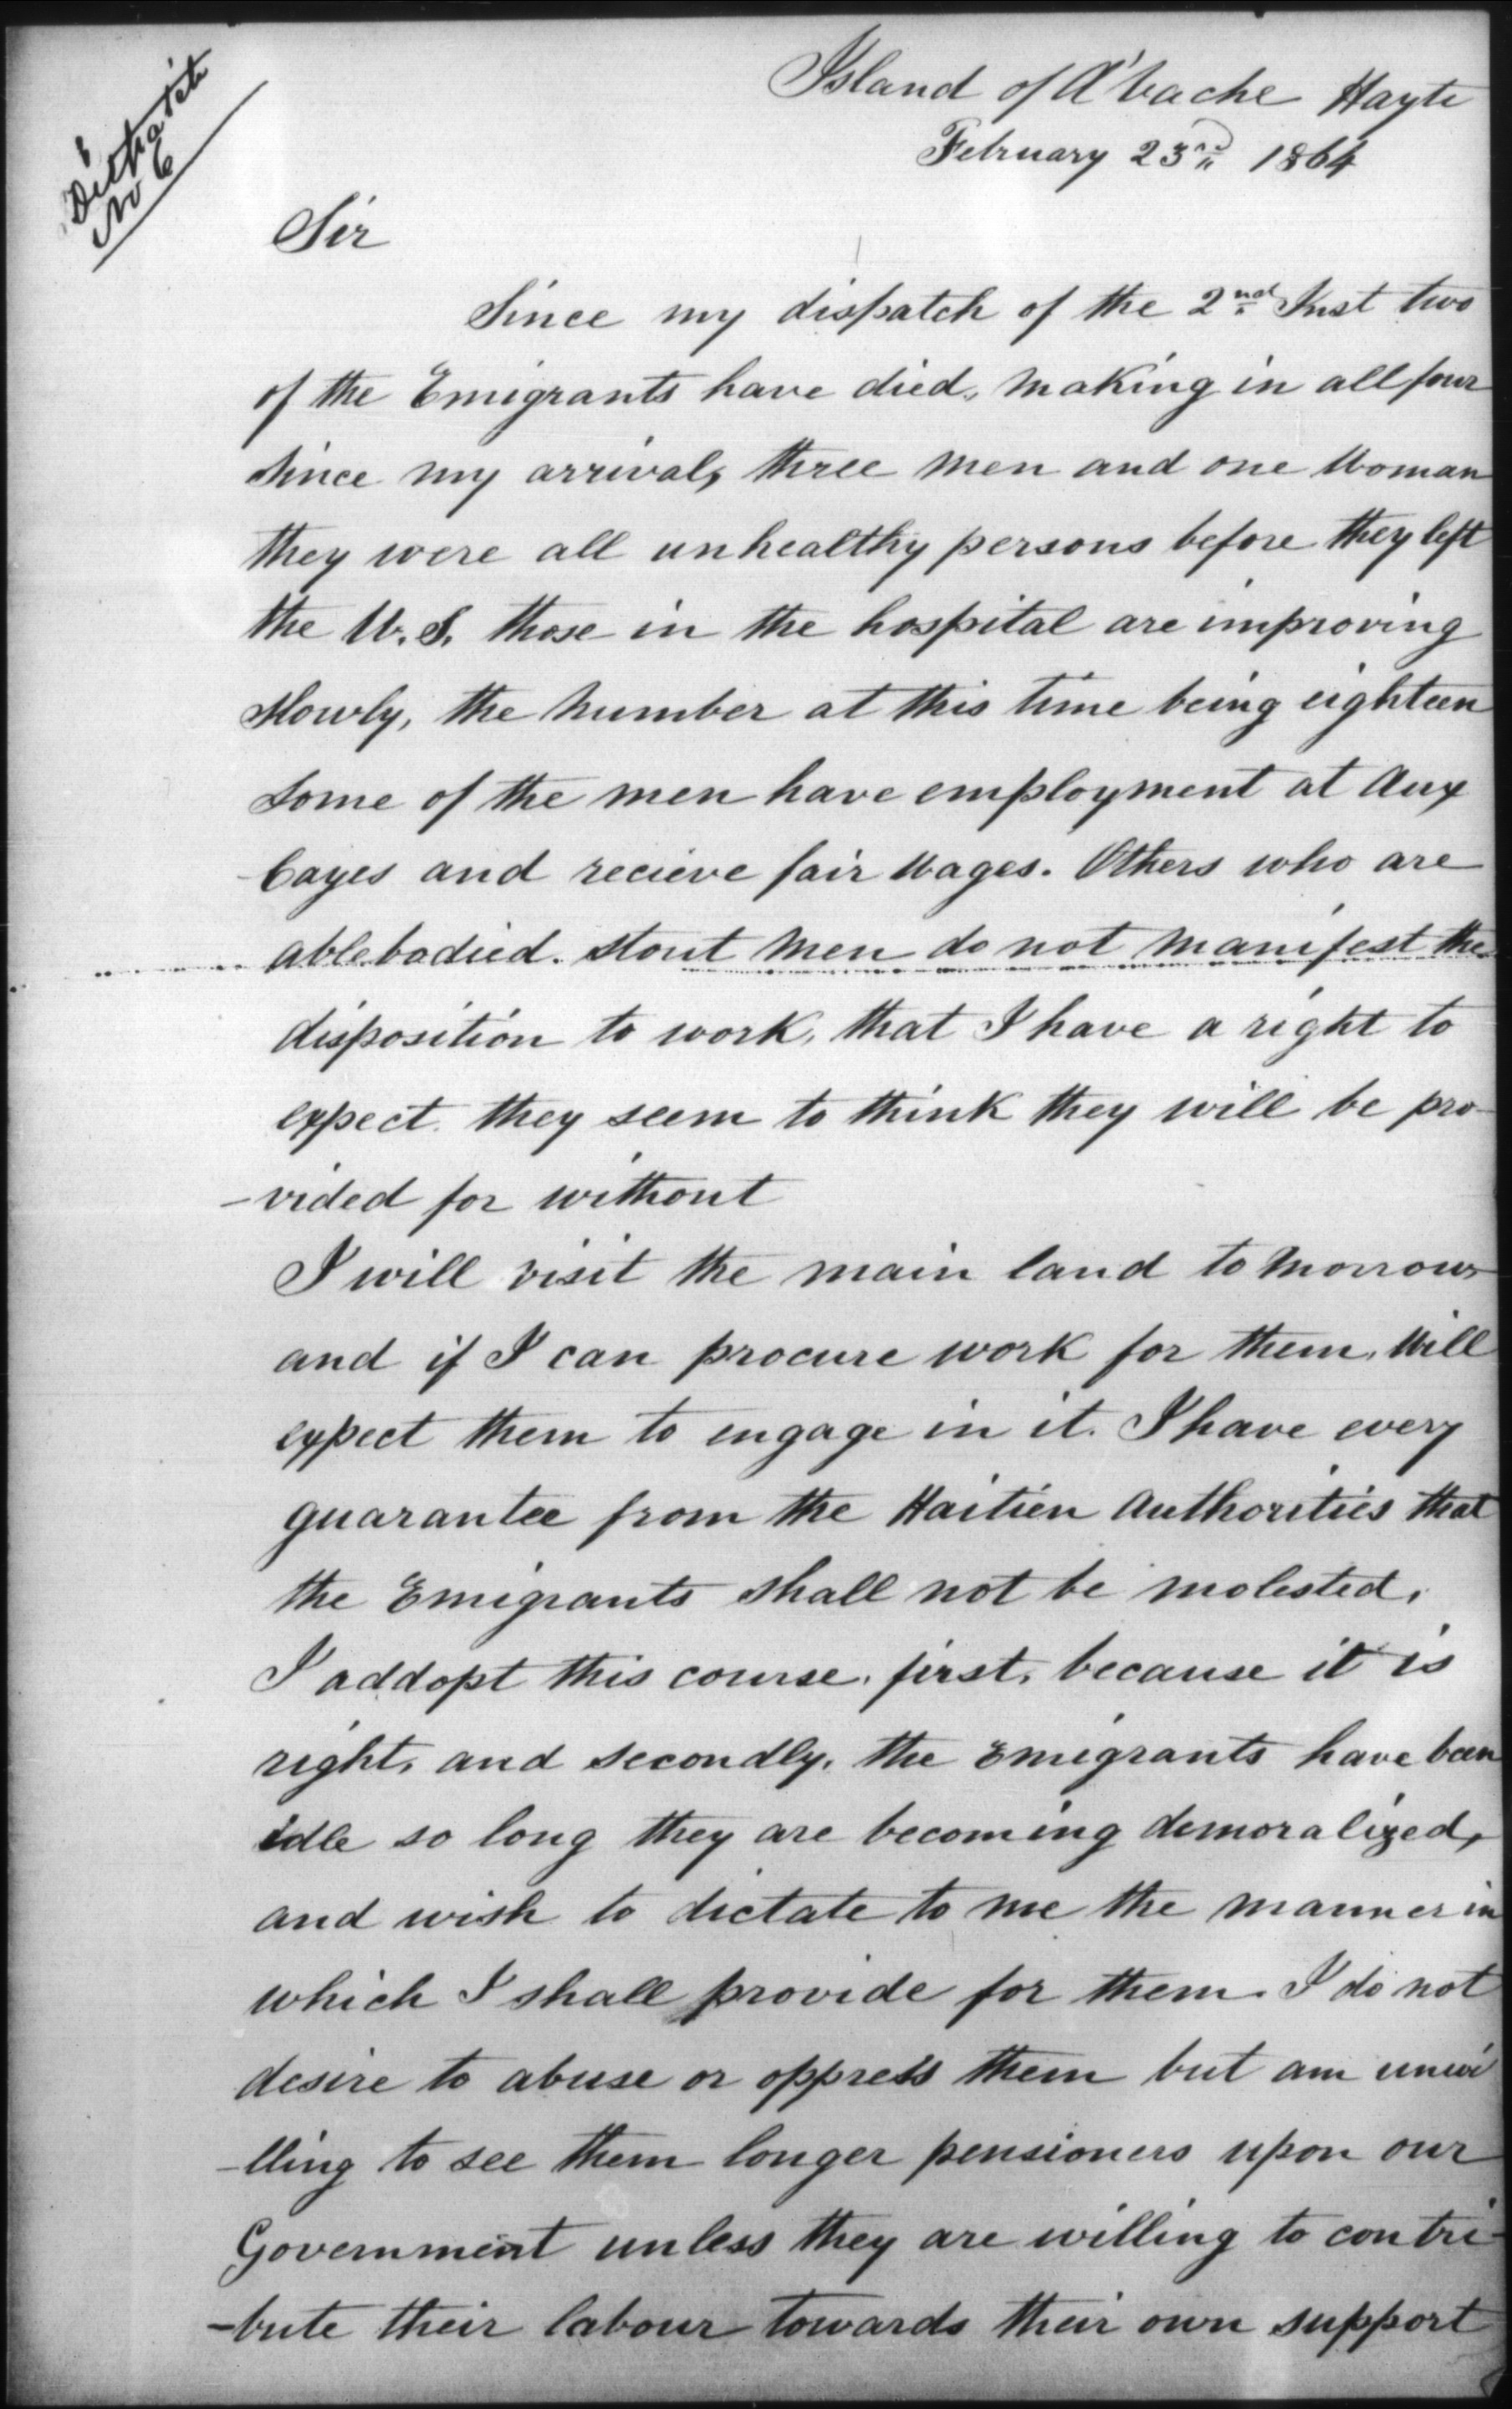 Dispatch
No 6
Island of A'Vache Hayti
February 23rd 1864
Sir
Since my dispatch of the 2nd Inst two
of the Emigrants have died, making in all four
since my arrival, three men and one Woman
they were all unhealthy persons before they left
the U.S. those in the hospital are improving
slowly, the number at this time being eighteen
some of the men have employment at Aux
Cayes and recieve fair Wages. Others who are
ablebodied. stout men do not manifest the
disposition to work, that I have a right to
expect. they seem to think they will be pro-
-vided for without
I will visit the main land to morrow
and if I can procure work for them, Will
expect them to engage in it. I have every
guarantee from the Haitien Authorities that
the Emigrants shall not be molested.
I addopt this course, first, because it is
right, and secondly, the Emigrants have been
idle so long they are becoming demoralized,
and wish to dictate to me the manner in
which I shall provide for them. I do not
desire to abuse or oppress them but am unwi
-lling to see them longer pensioners upon our
Government unless they are willing to contri-
-bute their labour towards their own support